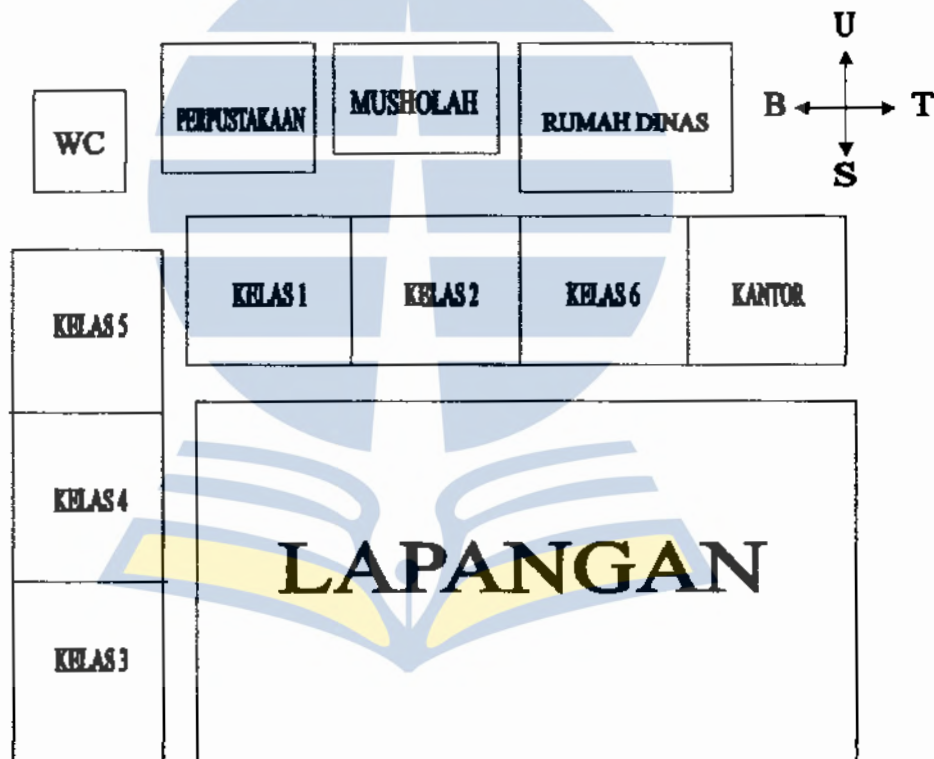 U
B T
S
WC
PERPUSTAKAAN
MUSHOLAH
RUMAH DINAS
KELAS 1
KELAS 2
KELAS 6
KANTOR
KELAS 5
KELAS 4
KELAS 3
LAPANGAN